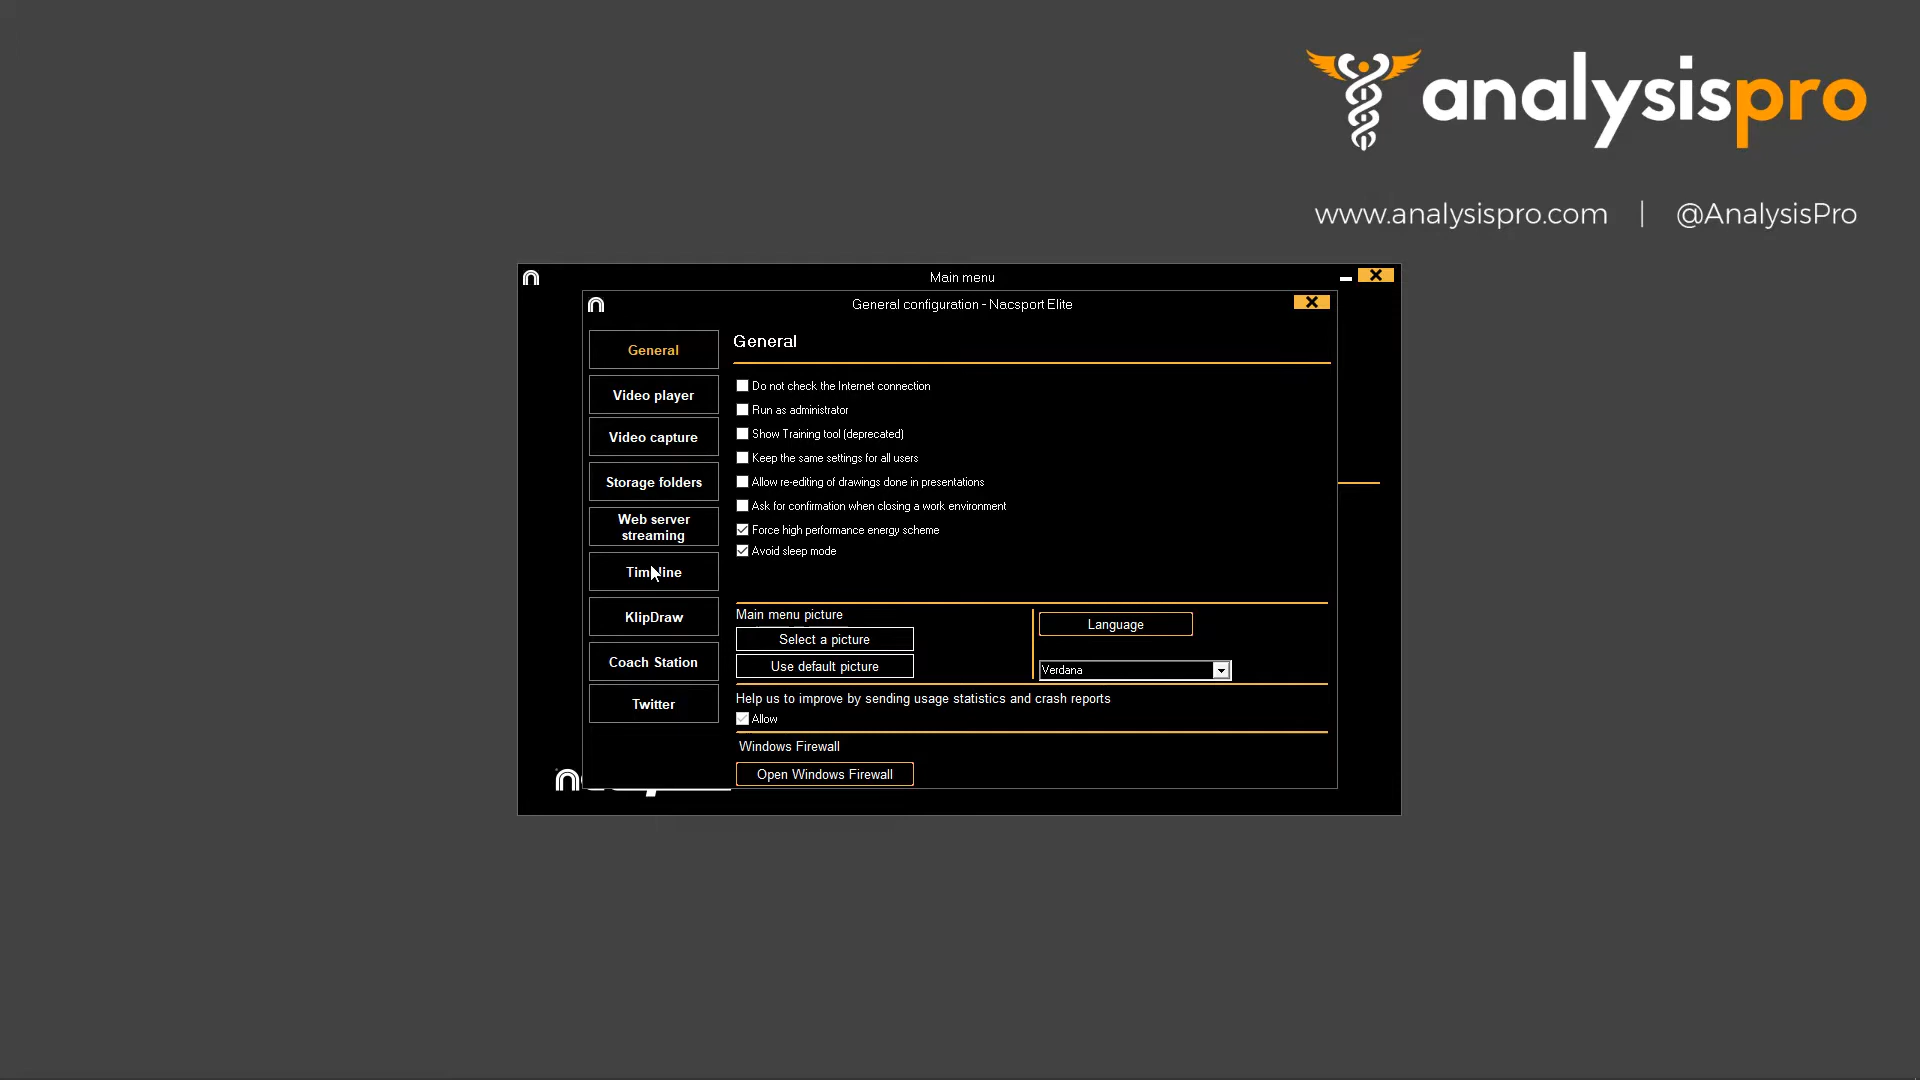 analysispro
www.analysispro.com | @AnalysisPro
Main menu
General configuration - Nacsport Elite
General
General
Video player
Video capture
Storage folders
Web server
streaming
Timeline
KlipDraw
Coach Station
Twitter
Do not check the Internet connection
Run as administrator
Show Training tool (deprecated)
Keep the same settings for all users
Allow re-editing of drawings done in presentations
Ask for confirmation when closing a work environment
Force high performance energy scheme
Avoid sleep mode
Main menu picture
Select a picture
Use default picture
Language
Verdana
Help us to improve by sending usage statistics and crash reports
Allow
Windows Firewall
Open Windows Firewall